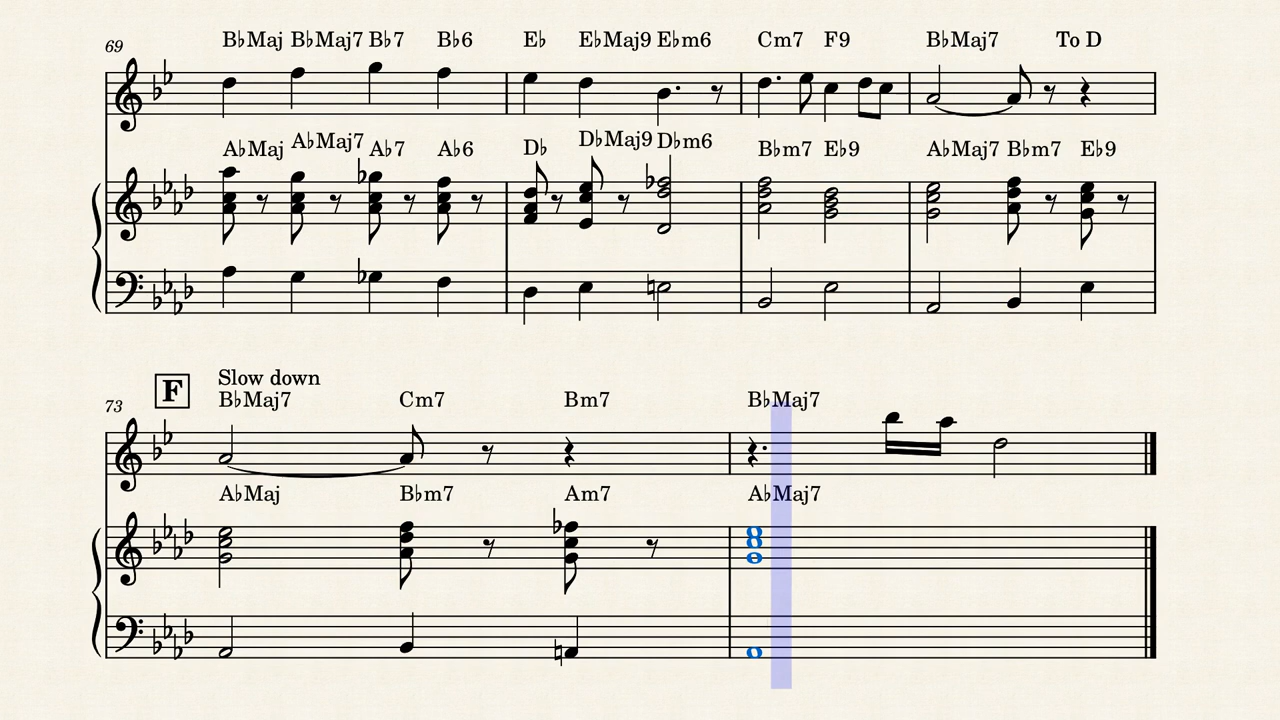 69 B♭Maj B♭Maj7 B♭7 B♭6 E♭ E♭Maj9 E♭m6 Cm7 F9 B♭Maj7 To D
A♭Maj A♭Maj7 A♭7 A♭6 D♭ D♭Maj9 D♭m6 B♭m7 E♭9 A♭Maj7 B♭m7 E♭9
F Slow down
73 B♭Maj7 Cm7 Bm7 B♭Maj7
A♭Maj B♭m7 Am7 A♭Maj7